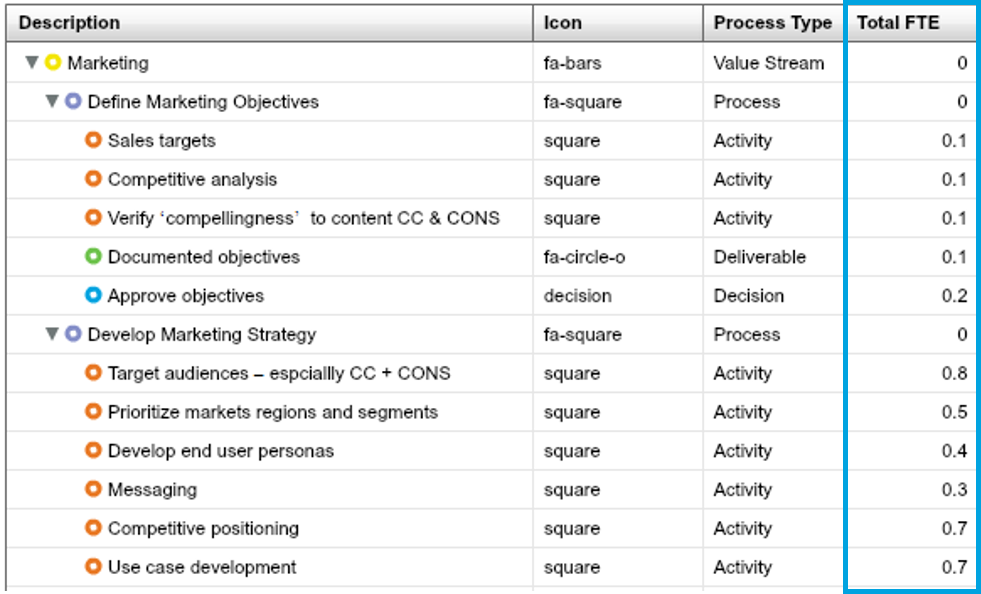 Description Icon Process Type Total FTE
Marketing fa-bars Value Stream 0
Define Marketing Objectives fa-square Process 0
Sales targets square Activity 0.1
Competitive analysis square Activity 0.1
Verify ‘compellingness’ to content CC & CONS square Activity 0.1
Documented objectives fa-circle-o Deliverable 0.1
Approve objectives decision Decision 0.2
Develop Marketing Strategy fa-square Process 0
Target audiences – espciallly CC + CONS square Activity 0.8
Prioritize markets regions and segments square Activity 0.5
Develop end user personas square Activity 0.4
Messaging square Activity 0.3
Competitive positioning square Activity 0.7
Use case development square Activity 0.7